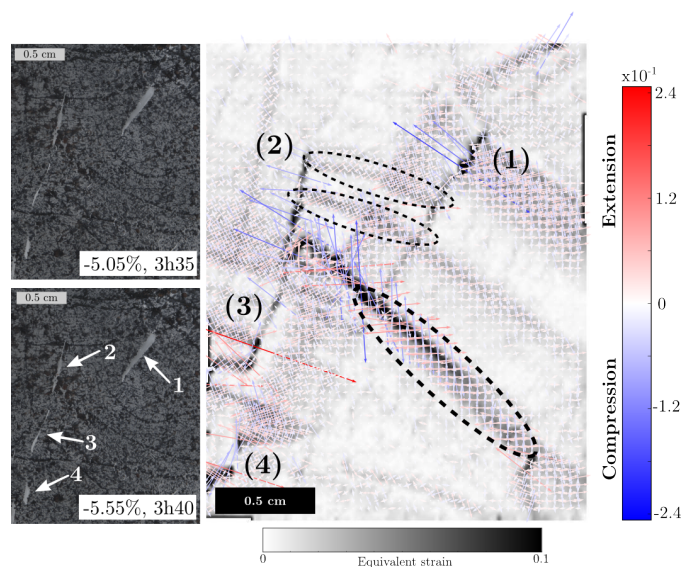 0.5 cm
-5.05%, 3h35
0.5 cm
2
1
3
4
-5.55%, 3h40
(2)
(1)
(3)
(4)
0.5 cm
0
0.1
Equivalent strain
x10-1
2.4
1.2
0
-1.2
-2.4
Extension
Compression